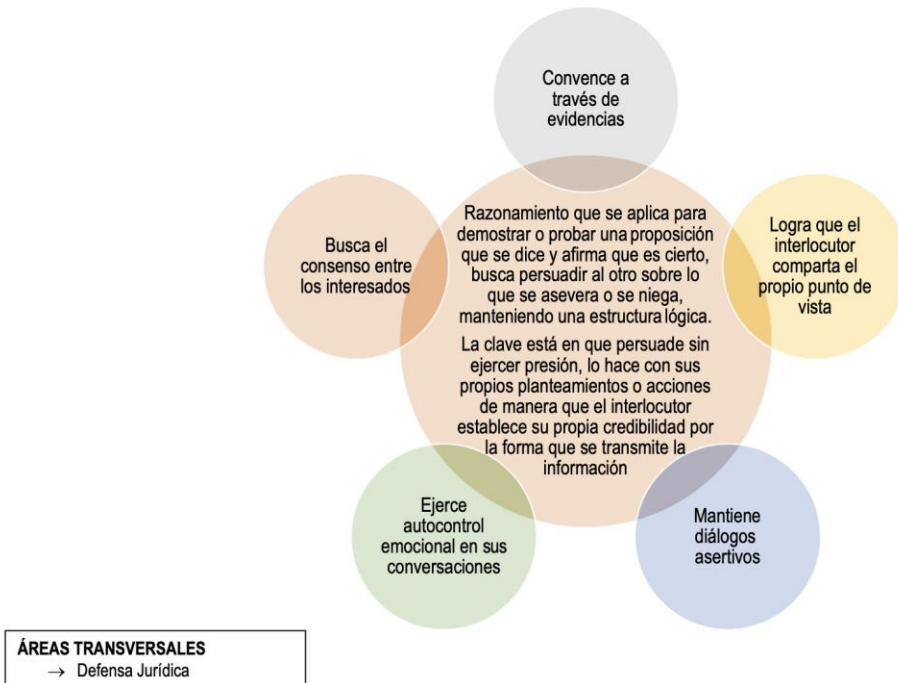 Convence a
través de
evidencias
Busca el
consenso entre
los interesados
Razonamiento que se aplica para
demostrar o probar una proposición
que se dice y afirma que es cierto,
busca persuadir al otro sobre lo
que se asevera o se niega,
manteniendo una estructura lógica.
La clave está en que persuade sin
ejercer presión, lo hace con sus
propios planteamientos o acciones
de manera que el interlocutor
establece su propia credibilidad por
la forma que se transmite la
información
Logra que el
interlocutor
comparta el
propio punto de
vista
Ejerce
autocontrol
emocional en sus
conversaciones
Mantiene
diálogos
asertivos
ÁREAS TRANSVERSALES
→ Defensa Jurídica